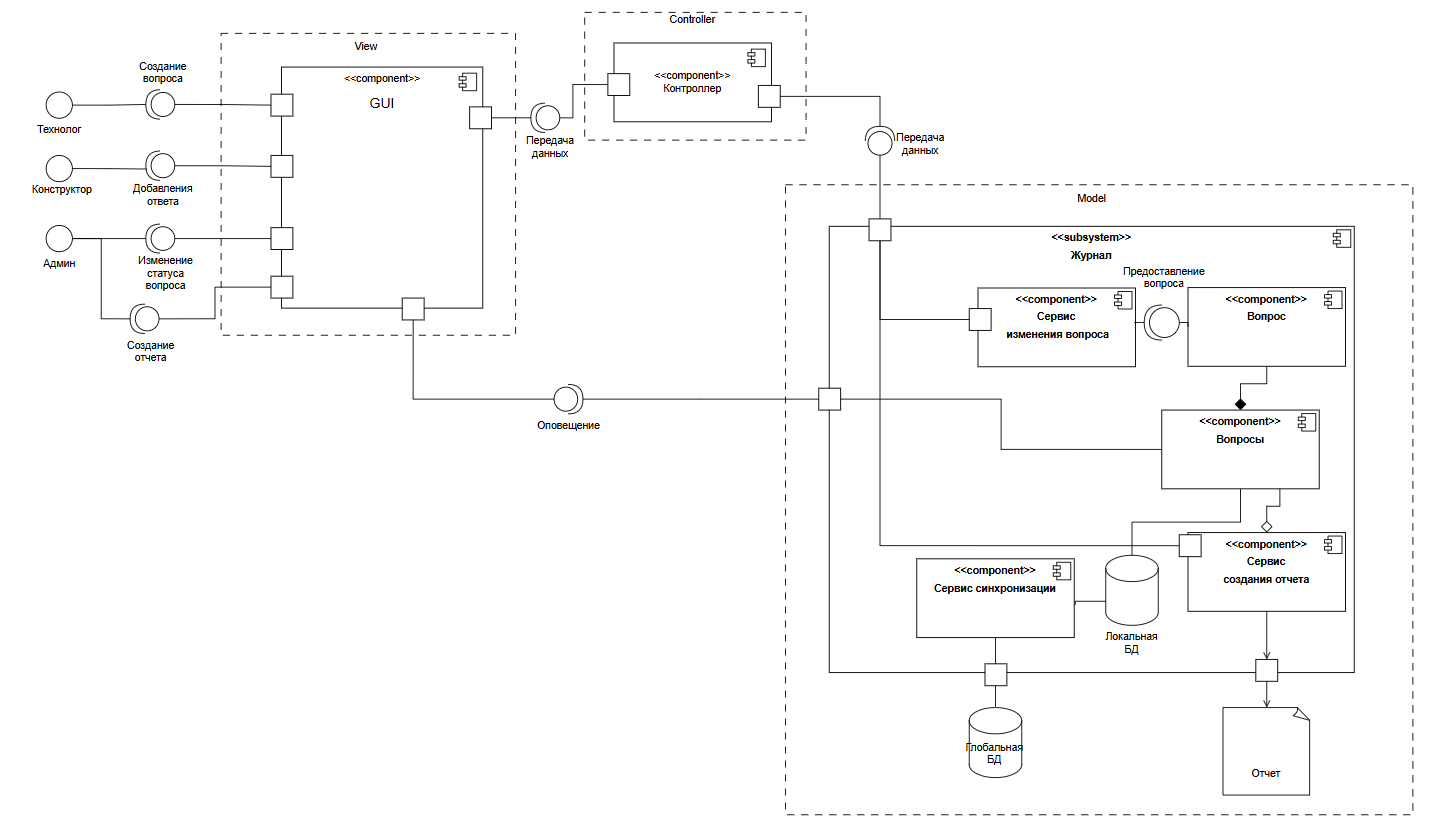 Controller
View
<<component>>
GUI
<<component>>
Контроллер
Создание
вопроса
Технолог
Конструктор
Добавления
ответа
Админ
Изменение
статуса
вопроса
Создание
отчета
Передача
данных
Передача
данных
Оповещение
Model
<<subsystem>>
Журнал
Предоставление
вопроса
<<component>>
Сервис
изменения вопроса
<<component>>
Вопрос
<<component>>
Вопросы
<<component>>
Сервис
создания отчета
<<component>>
Сервис синхронизации
Локальная
БД
Глобальная
БД
Отчет